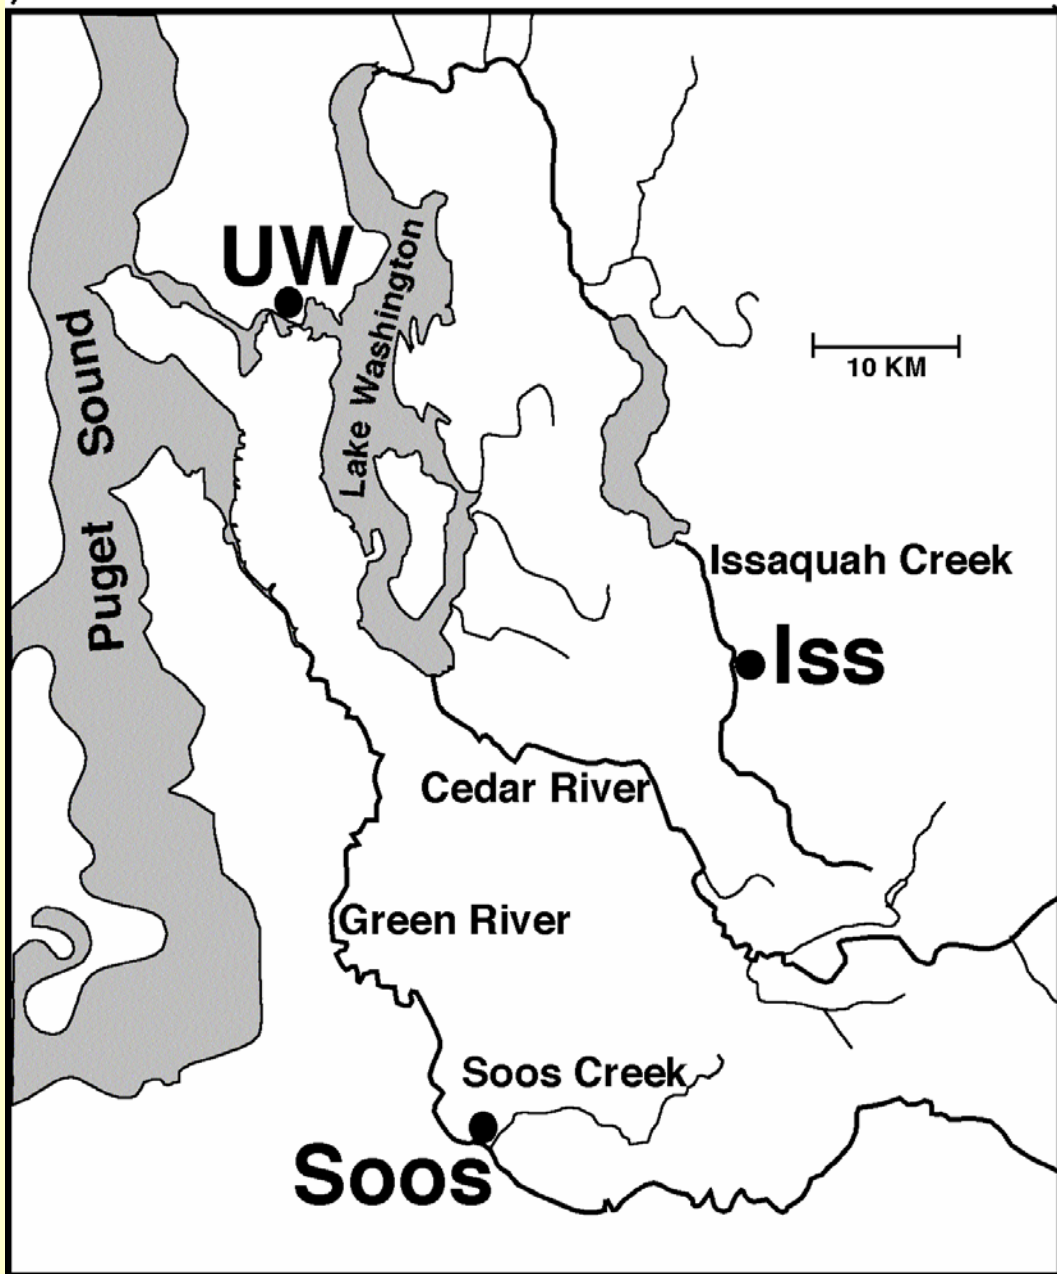 UW
Lake Washington
Puget Sound
10 KM
Issaquah Creek
Iss
Cedar River
Green River
Soos Creek
Soos